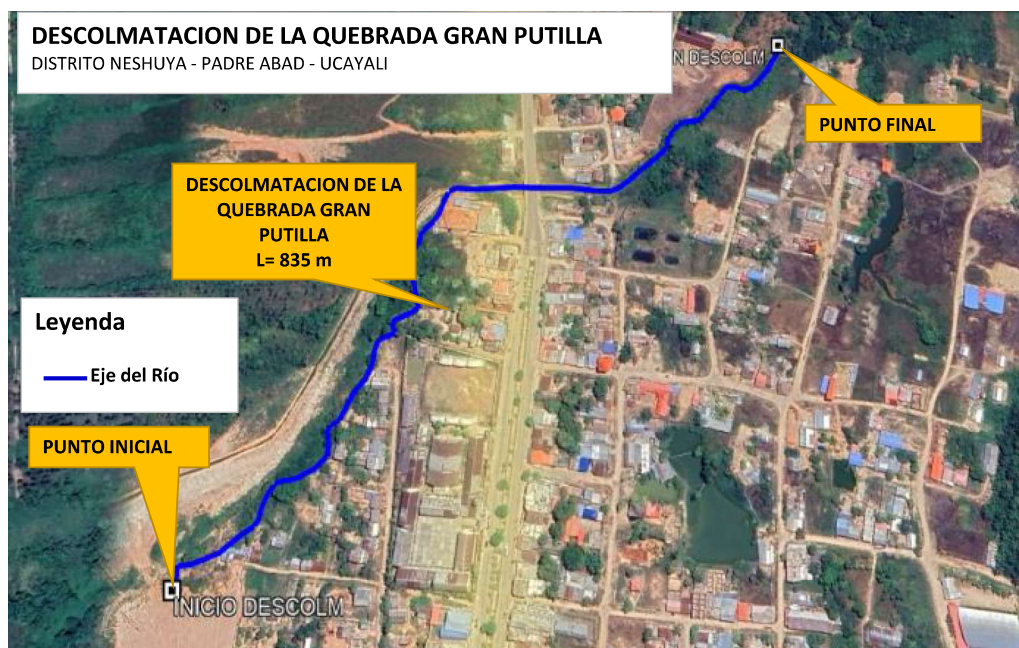 DESCOLMATACION DE LA QUEBRADA GRAN PUTILLA
DISTRITO NESHUYA - PADRE ABAD - UCAYALI
N DESCOLM
PUNTO FINAL
DESCOLMATACION DE LA
QUEBRADA GRAN
PUTILLA
L= 835 m
Leyenda
Eje del Río
PUNTO INICIAL
INICIO DESCOLM